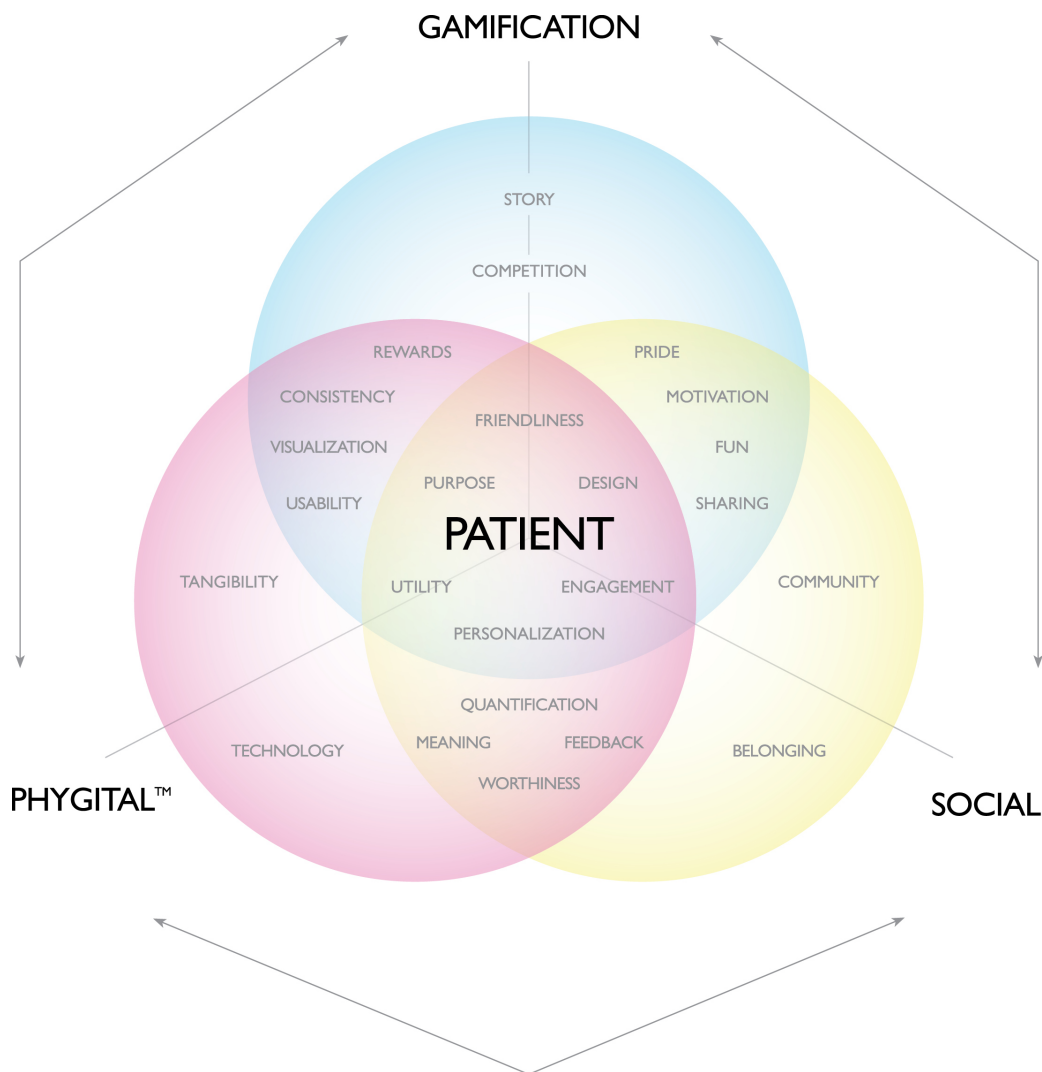 GAMIFICATION
STORY
COMPETITION
REWARDS
PRIDE
CONSISTENCY
MOTIVATION
FRIENDLINESS
VISUALIZATION
FUN
PURPOSE
DESIGN
USABILITY
SHARING
PATIENT
TANGIBILITY
UTILITY
ENGAGEMENT
COMMUNITY
PERSONALIZATION
QUANTIFICATION
MEANING
FEEDBACK
TECHNOLOGY
BELONGING
WORTHINESS
PHYGITAL™
SOCIAL